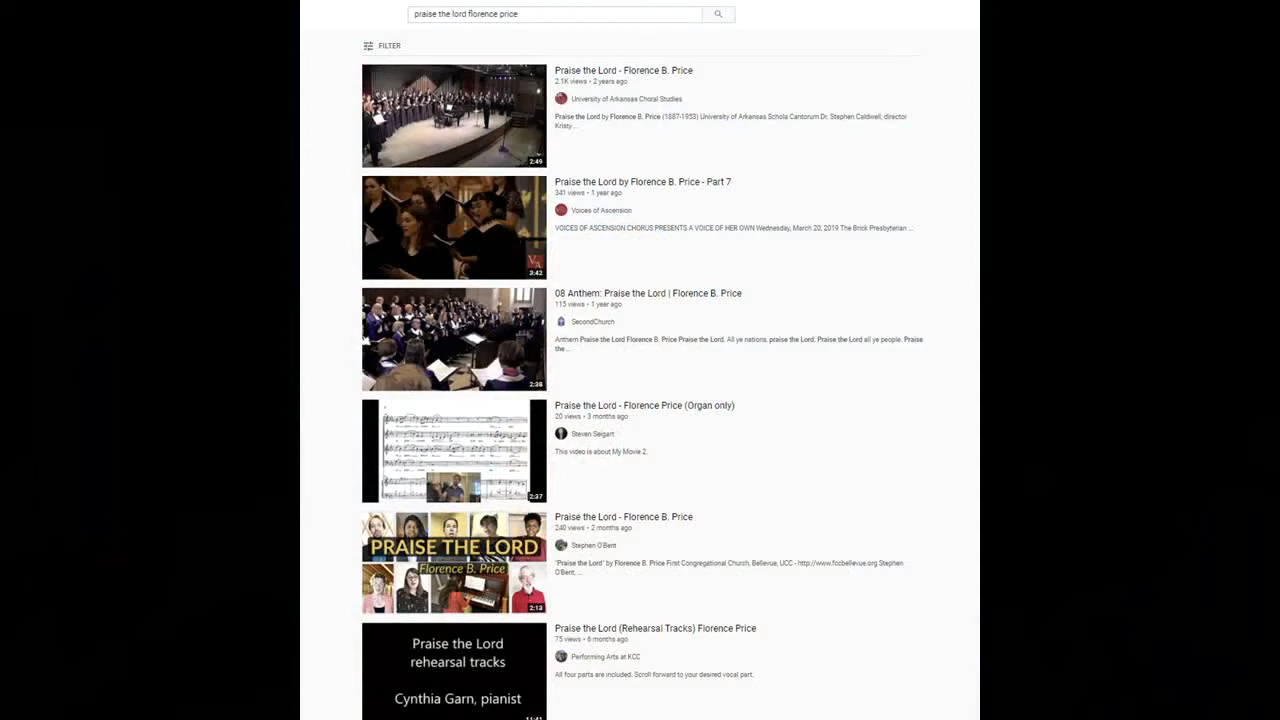 praise the lord florence price
FILTER
Praise the Lord - Florence B. Price
2.1K views • 2 years ago
University of Arkansas Choral Studies
Praise the Lord by Florence B. Price (1887-1953) University of Arkansas Schola Cantorum Dr. Stephen Caldwell, director
Kristy ...
2:49
Praise the Lord by Florence B. Price - Part 7
341 views • 1 year ago
Voices of Ascension
VOICES OF ASCENSION CHORUS PRESENTS A VOICE OF HER OWN Wednesday, March 20, 2019 The Brick Presbyterian ...
VA
3:42
08 Anthem: Praise the Lord | Florence B. Price
115 views • 1 year ago
SecondChurch
Anthem Praise the Lord Florence B. Price Praise the Lord. All ye nations, praise the Lord. Praise the Lord all ye people. Praise
the ...
2:38
Praise the Lord - Florence Price (Organ only)
20 views • 3 months ago
Steven Seigart
This video is about My Movie 2.
2:37
Praise the Lord - Florence B. Price
240 views • 2 months ago
Stephen O'Bent
"Praise the Lord" by Florence B. Price First Congregational Church, Bellevue, UCC - http://www.fccbellevue.org Stephen
O'Bent, ...
PRAISE THE LORD
Florence B. Price
2:13
Praise the Lord (Rehearsal Tracks) Florence Price
75 views • 6 months ago
Performing Arts at KCC
All four parts are included. Scroll forward to your desired vocal part.
Praise the Lord
rehearsal tracks
Cynthia Garn, pianist